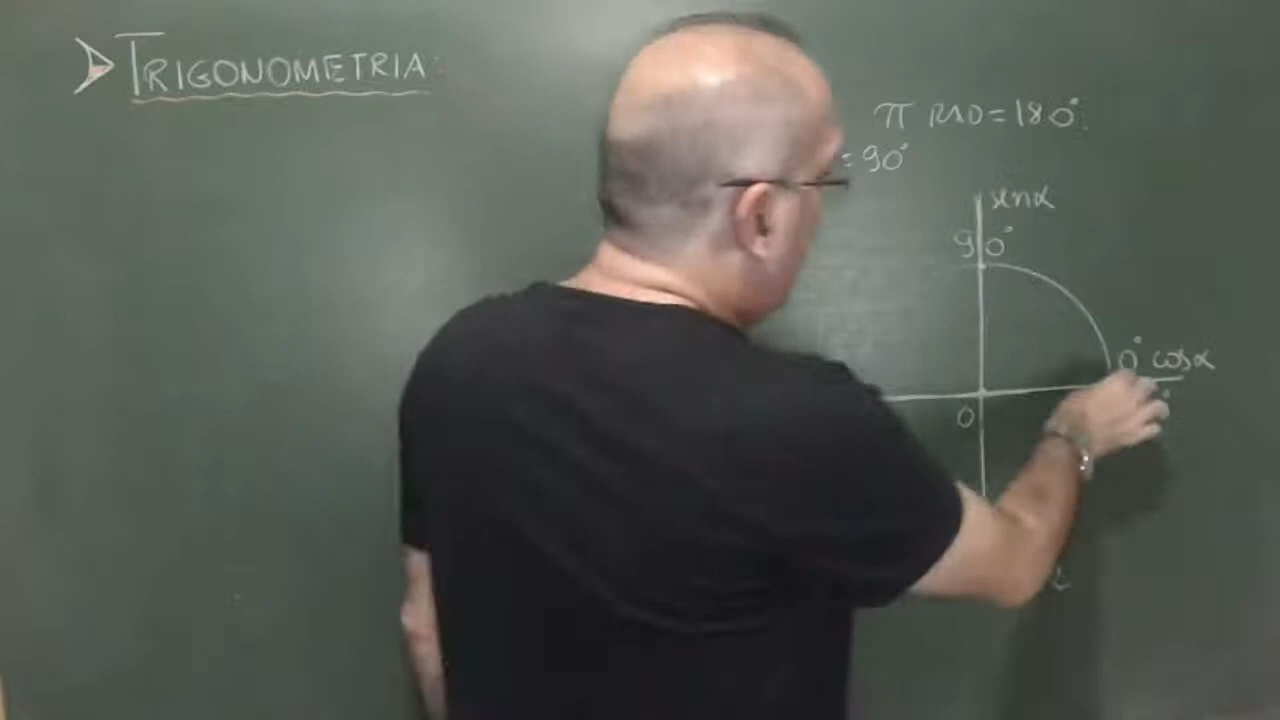 TRIGONOMETRIA
π RAD = 180°
= 90°
sen α
90°
0° cos α
0